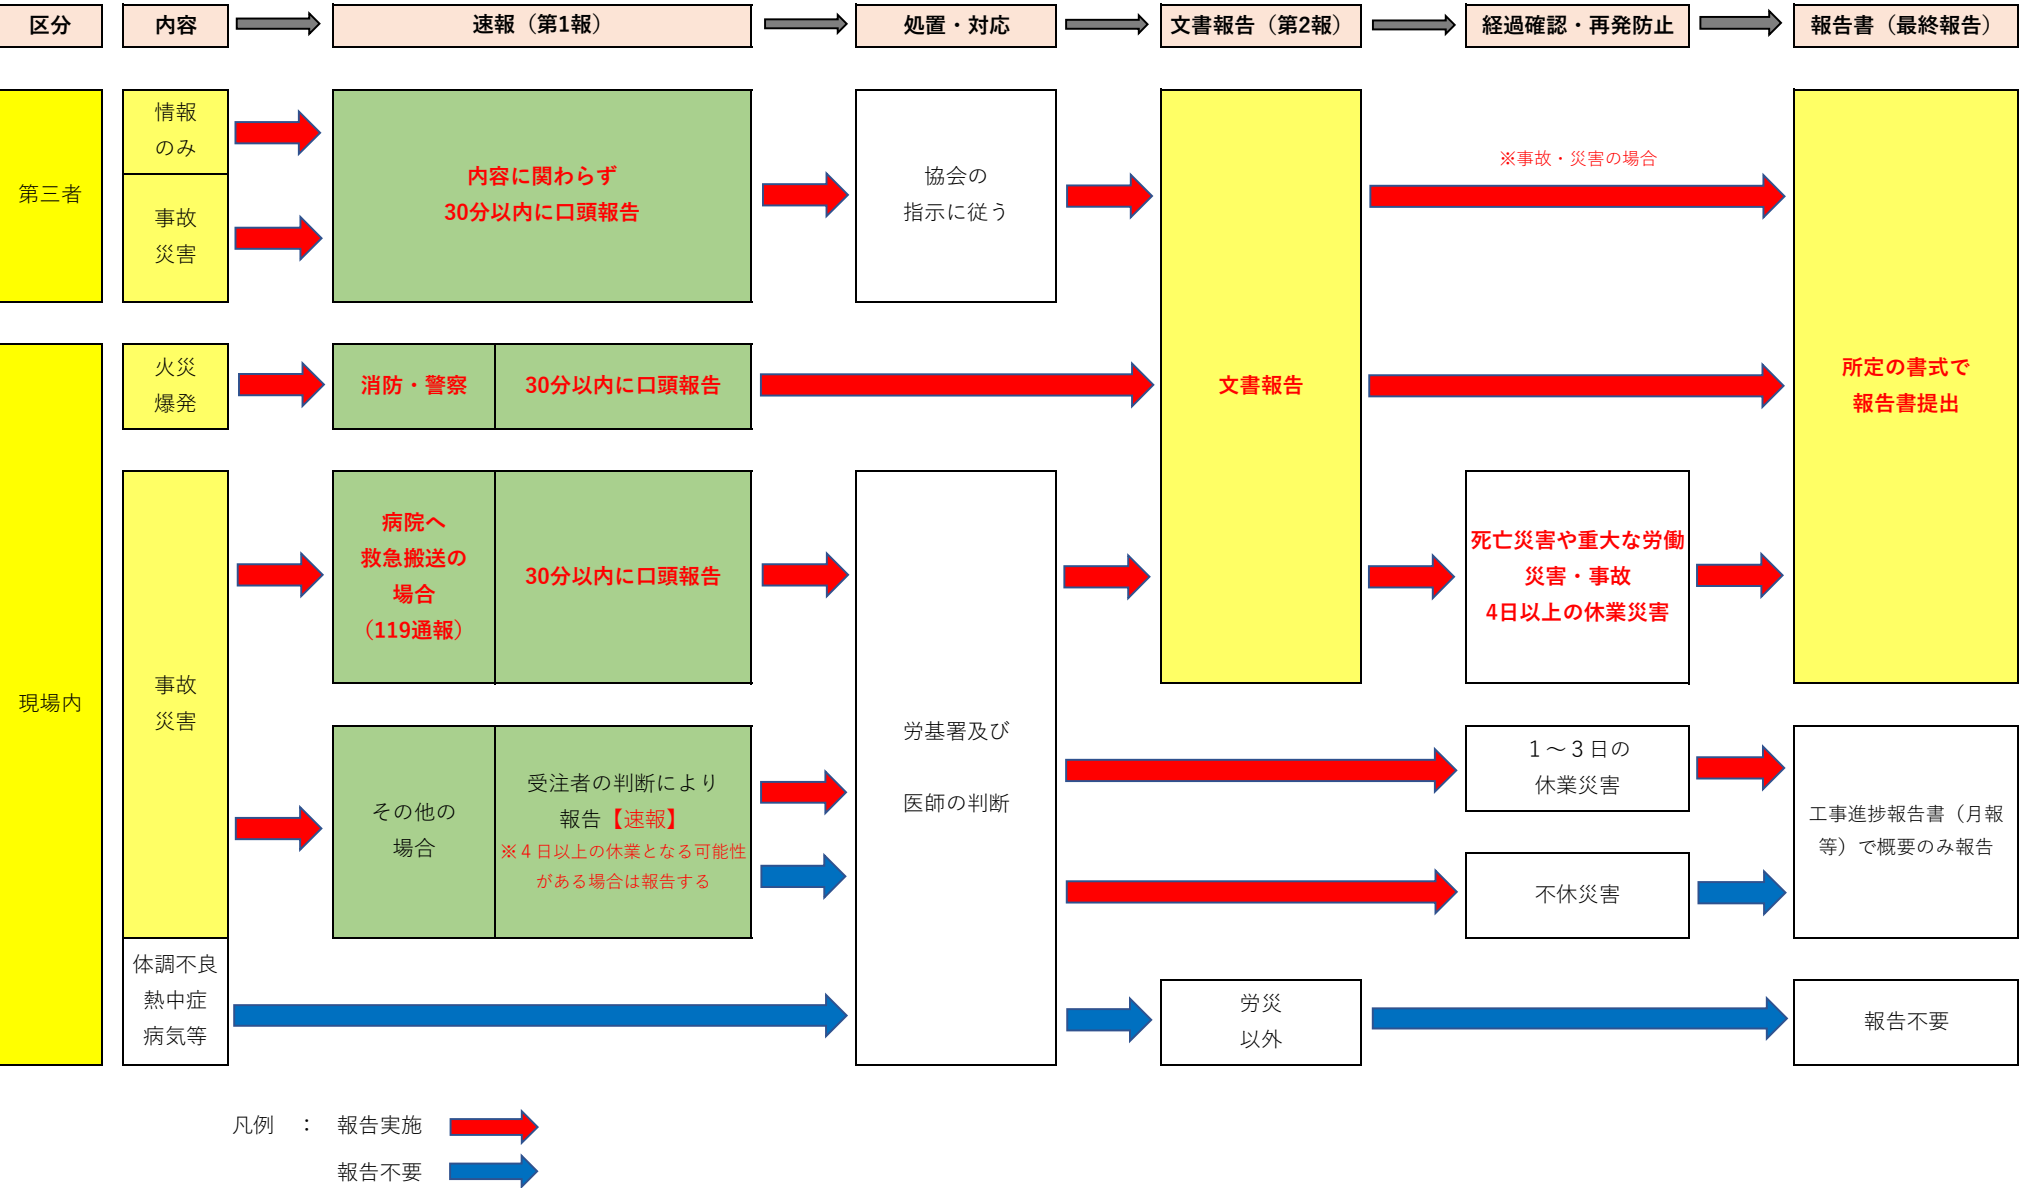 区分
内容
速報（第1報）
処置・対応
文書報告（第2報）
経過確認・再発防止
報告書（最終報告）
第三者
情報
のみ
事故
災害
内容に関わらず
30分以内に口頭報告
協会の
指示に従う
※事故・災害の場合
現場内
火災
爆発
消防・警察
30分以内に口頭報告
文書報告
所定の書式で
報告書提出
事故
災害
病院へ
救急搬送の
場合
（119通報）
30分以内に口頭報告
労基署及び
医師の判断
死亡災害や重大な労働
災害・事故
4日以上の休業災害
その他の
場合
受注者の判断により
報告【速報】
※４日以上の休業となる可能性
がある場合は報告する
１～３日の
休業災害
不休災害
工事進捗報告書（月報
等）で概要のみ報告
体調不良
熱中症
病気等
労災
以外
報告不要
凡例　：　報告実施
報告不要